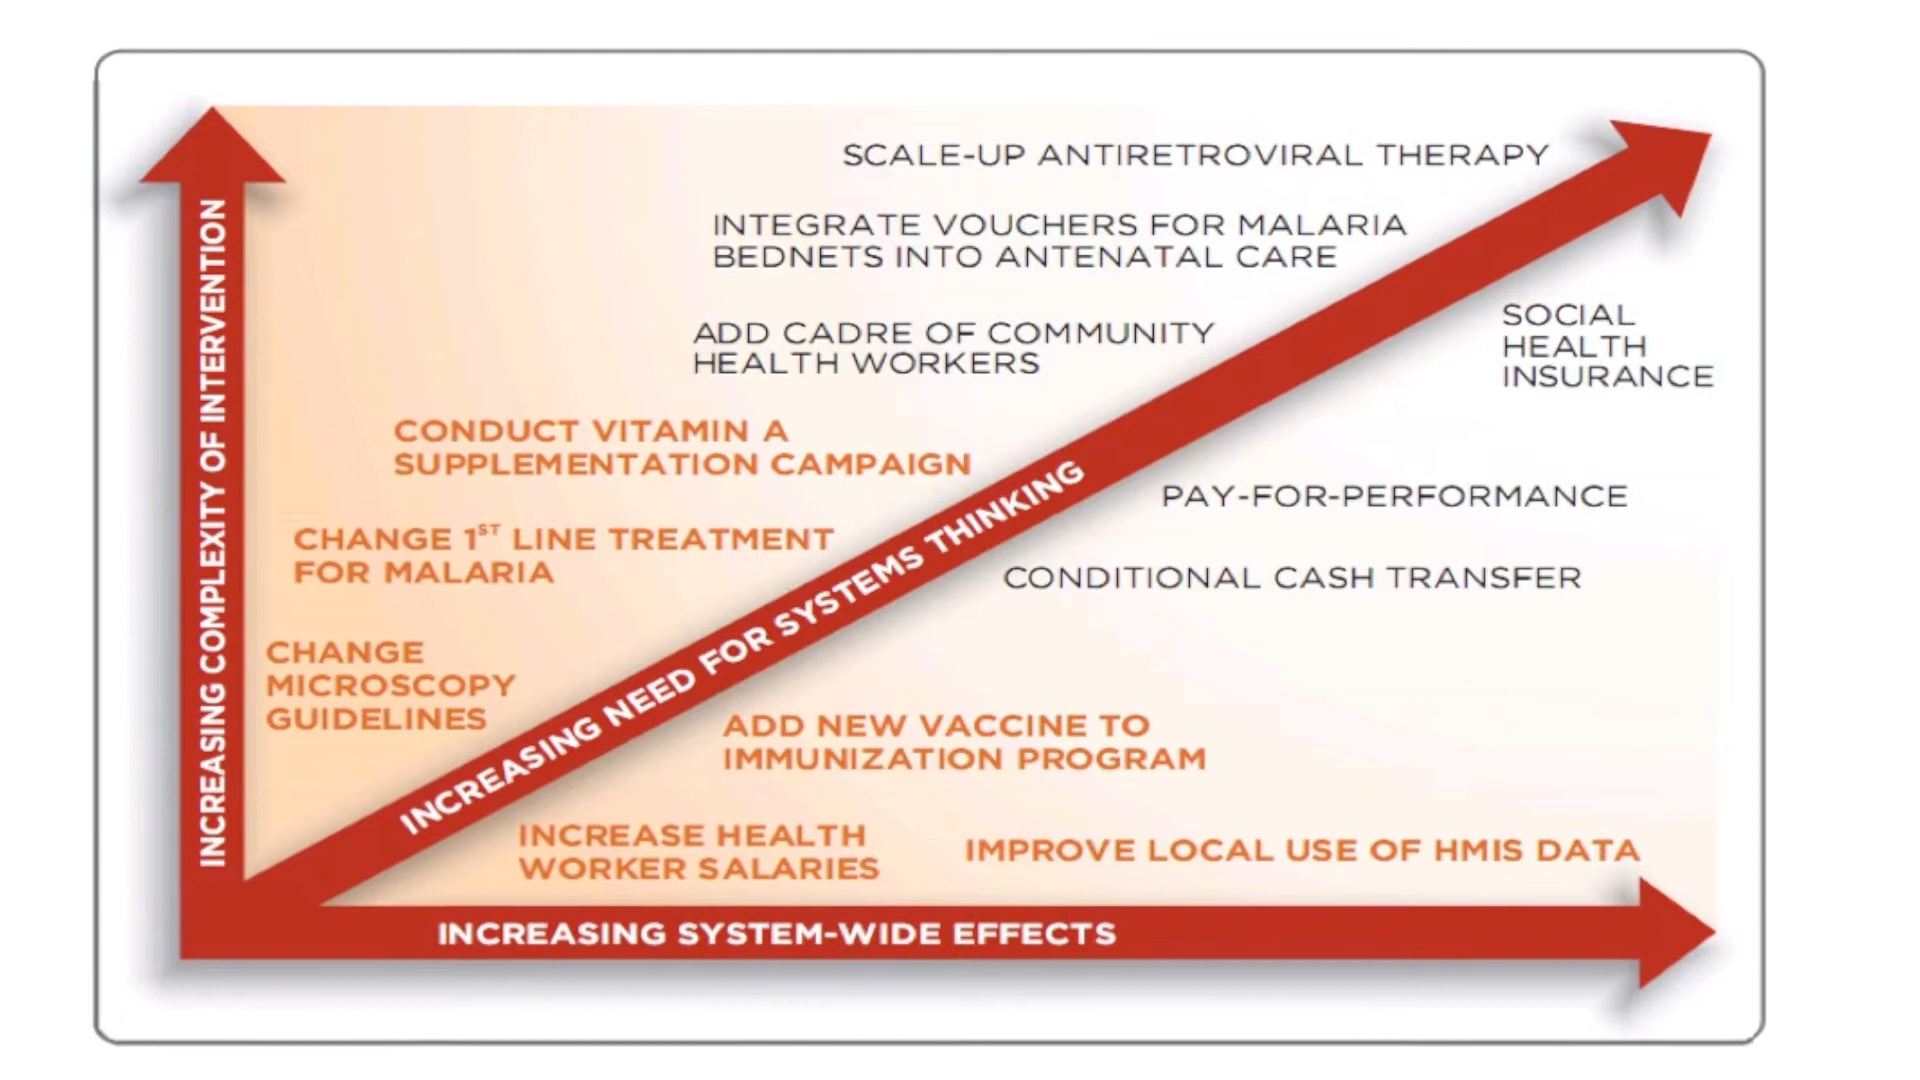 SCALE-UP ANTIRETROVIRAL THERAPY
INTEGRATE VOUCHERS FOR MALARIA
BEDNETS INTO ANTENATAL CARE
ADD CADRE OF COMMUNITY
HEALTH WORKERS
SOCIAL
HEALTH
INSURANCE
CONDUCT VITAMIN A
SUPPLEMENTATION CAMPAIGN
PAY-FOR-PERFORMANCE
CHANGE 1ST LINE TREATMENT
FOR MALARIA
CONDITIONAL CASH TRANSFER
CHANGE
MICROSCOPY
GUIDELINES
ADD NEW VACCINE TO
IMMUNIZATION PROGRAM
INCREASE HEALTH
WORKER SALARIES
IMPROVE LOCAL USE OF HMIS DATA
INCREASING COMPLEXITY OF INTERVENTION
INCREASING NEED FOR SYSTEMS THINKING
INCREASING SYSTEM-WIDE EFFECTS